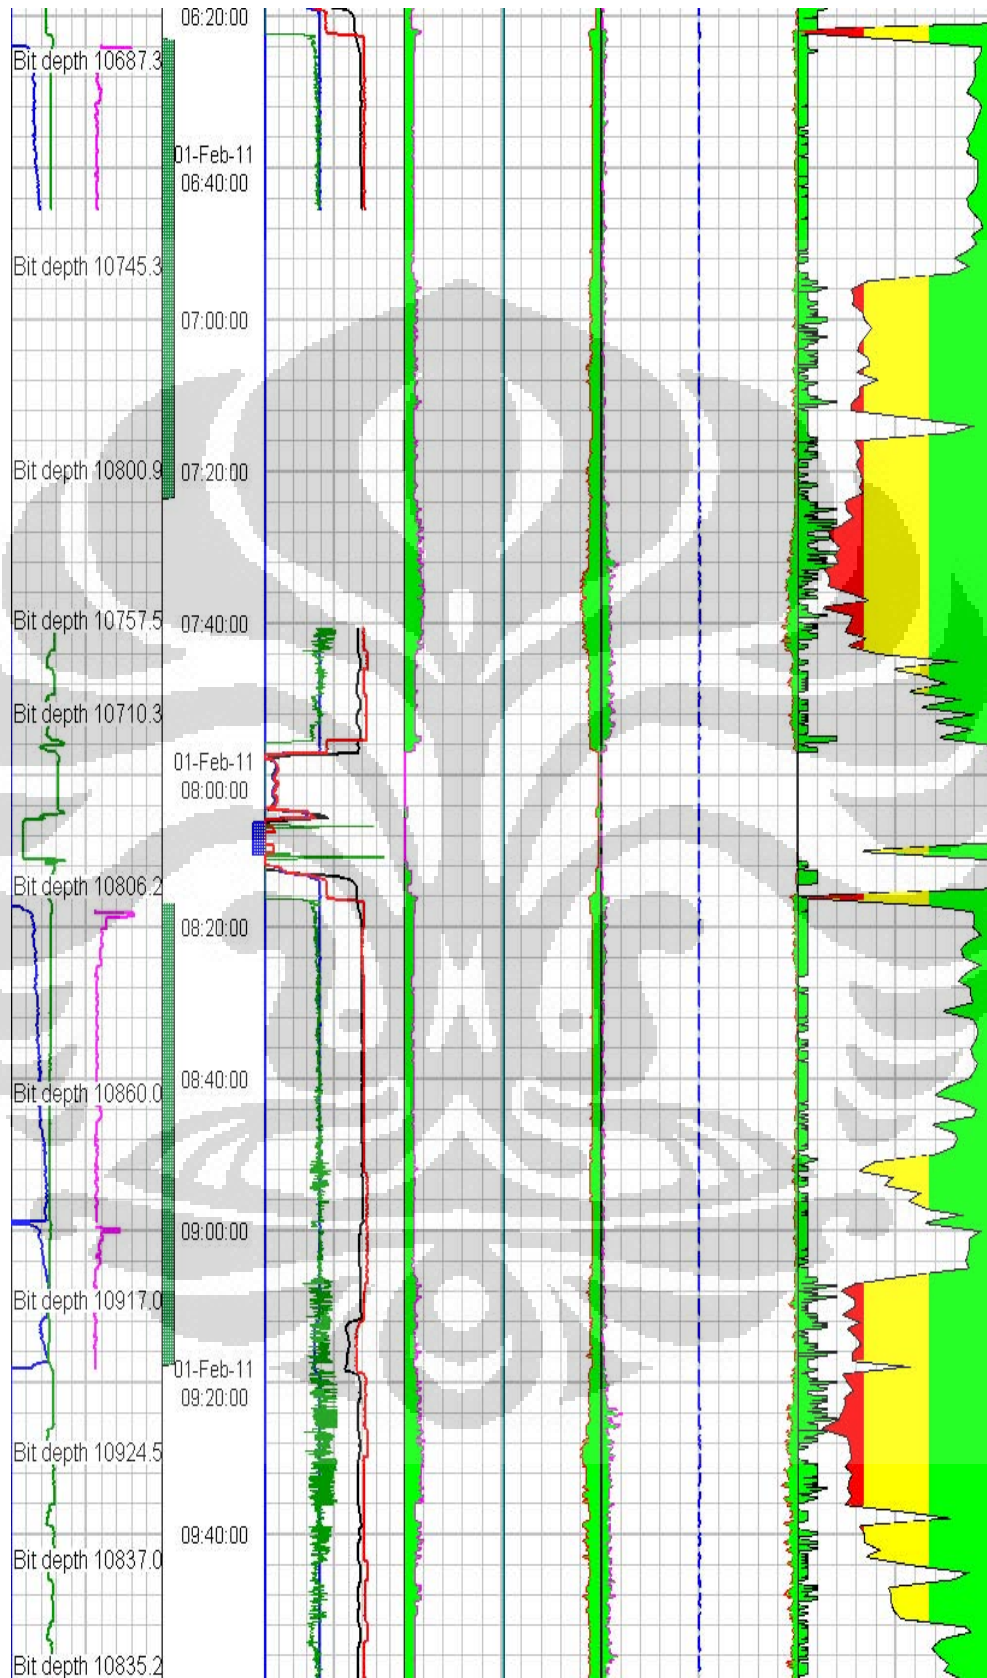 06:20:00
Bit depth 10687.3
01-Feb-11
06:40:00
Bit depth 10745.3
07:00:00
Bit depth 10800.9
07:20:00
Bit depth 10757.5
07:40:00
Bit depth 10710.3
01-Feb-11
08:00:00
Bit depth 10806.2
08:20:00
Bit depth 10860.0
08:40:00
09:00:00
Bit depth 10917.0
01-Feb-11
09:20:00
Bit depth 10924.5
09:40:00
Bit depth 10837.0
Bit depth 10835.2